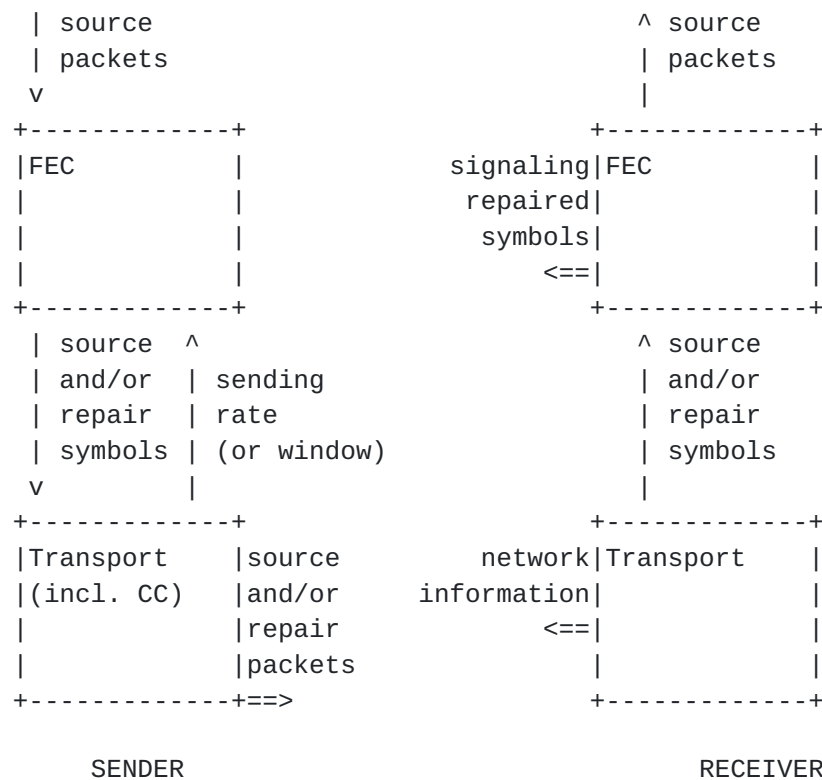 | source                                ^ source
 | packets                               | packets
 v                                       |
+-------------+                       +-------------+
|FEC          |              signaling|FEC          |
|             |               repaired|             |
|             |                symbols|             |
|             |                    <==|             |
+-------------+                       +-------------+
 | source  ^                             ^ source
 | and/or  | sending                     | and/or
 | repair  | rate                        | repair
 | symbols | (or window)                 | symbols
 v         |                             |
+-------------+                       +-------------+
|Transport    |source          network|Transport    |
|(incl. CC)   |and/or      information|             |
|             |repair              <==|             |
|             |packets                |             |
+-------------+==>                    +-------------+
     SENDER                                RECEIVER